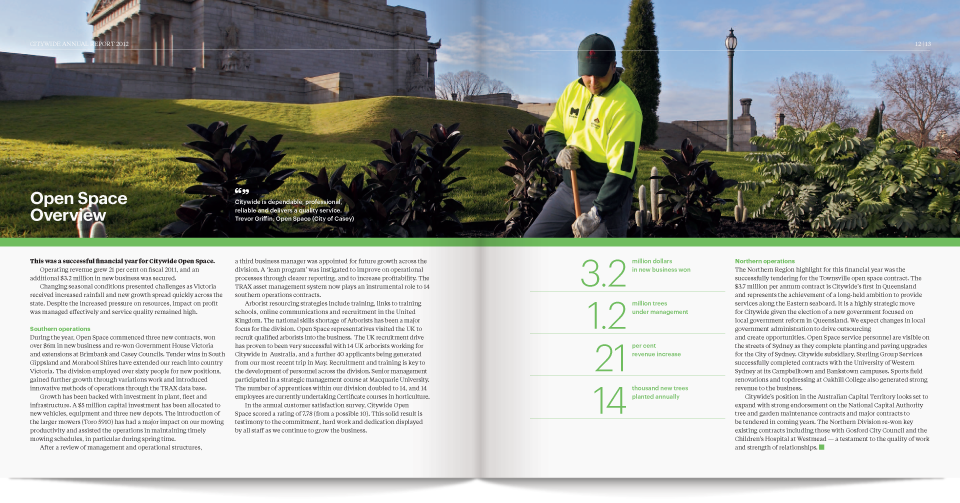 CITYWIDE ANNUAL REPORT 2012
12 | 13
Open Space
Overview
Citywide is dependable, professional,
reliable and delivers a quality service.
Trevor Griffin, Open Space (City of Casey)
This was a successful financial year for Citywide Open Space.
Operating revenue grew 21 per cent on fiscal 2011, and an
additional $3.2 million in new business was secured.
Changing seasonal conditions presented challenges as Victoria
received increased rainfall and new growth spread quickly across the
state. Despite the increased pressure on resources, impact on profit
was managed effectively and service quality remained high.
Southern operations
During the year, Open Space commenced three new contracts, won
over $6m in new business and re-won Government House Victoria
and extensions at Brimbank and Casey Councils. Tender wins in South
Gippsland and Moorabool Shires have extended our reach into country
Victoria. The division employed over sixty people for new positions,
gained further growth through variations work and introduced
innovative methods of operations through the TRAX data base.
Growth has been backed with investment in plant, fleet and
infrastructure. A $3 million capital investment has been allocated to
new vehicles, equipment and three new depots. The introduction of
the larger mowers (Toro 5910) has had a major impact on our mowing
productivity and assisted the operations in maintaining timely
mowing schedules, in particular during spring time.
After a review of management and operational structures,
a third business manager was appointed for future growth across the
division. A 'lean program' was instigated to improve on operational
processes through clearer reporting, and to increase profitability. The
TRAX asset management system now plays an instrumental role to 14
southern operations contracts.
Arborist resourcing strategies include training, links to training
schools, online communications and recruitment in the United
Kingdom. The national skills shortage of Arborists has been a major
focus for the division. Open Space representatives visited the UK to
recruit qualified arborists into the business. The UK recruitment drive
has proven to been very successful with 14 UK arborists working for
Citywide in Australia, and a further 40 applicants being generated
from our most recent trip in May. Recruitment and training is key to
the development of personnel across the division. Senior management
participated in a strategic management course at Macquarie University.
The number of apprentices within our division doubled to 14, and 14
employees are currently undertaking Certificate courses in horticulture.
In the annual customer satisfaction survey, Citywide Open
Space scored a rating of 7.78 (from a possible 10). This solid result is
testimony to the commitment, hard work and dedication displayed
by all staff as we continue to grow the business.
3.2 million dollars
in new business won
1.2 million trees
under management
21 per cent
revenue increase
14 thousand new trees
planted annually
Northern operations
The Northern Region highlight for this financial year was the
successfully tendering for the Townsville open space contract. The
$3.7 million per annum contract is Citywide's first in Queensland
and represents the achievement of a long-held ambition to provide
services along the Eastern seaboard. It is a highly strategic move
for Citywide given the election of a new government focused on
local government reform in Queensland. We expect changes in local
government administration to drive outsourcing
and create opportunities. Open Space service personnel are visible on
the streets of Sydney as they complete planting and paving upgrades
for the City of Sydney. Citywide subsidiary, Sterling Group Services
successfully completed contracts with the University of Western
Sydney at its Campbelltown and Bankstown campuses. Sports field
renovations and topdressing at Oakhill College also generated strong
revenue to the business.
Citywide's position in the Australian Capital Territory looks set to
expand with strong endorsement on the National Capital Authority
tree and garden maintenance contracts and major contracts to
be tendered in coming years. The Northern Division re-won key
existing contracts including those with Gosford City Council and the
Children's Hospital at Westmead — a testament to the quality of work
and strength of relationships.